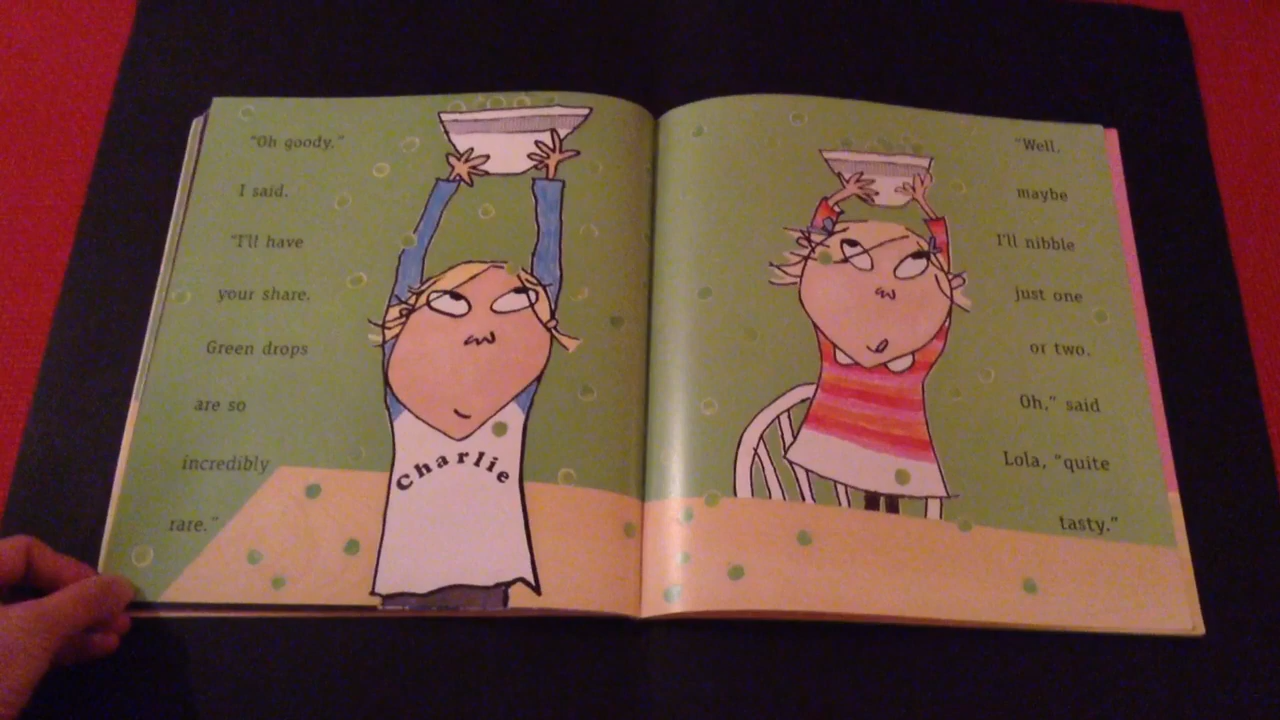 "Oh goody."
I said.
"I'll have
your share.
Green drops
are so
incredibly
rare."
Charlie
"Well,
maybe
I'll nibble
just one
or two.
Oh," said
Lola, "quite
tasty."